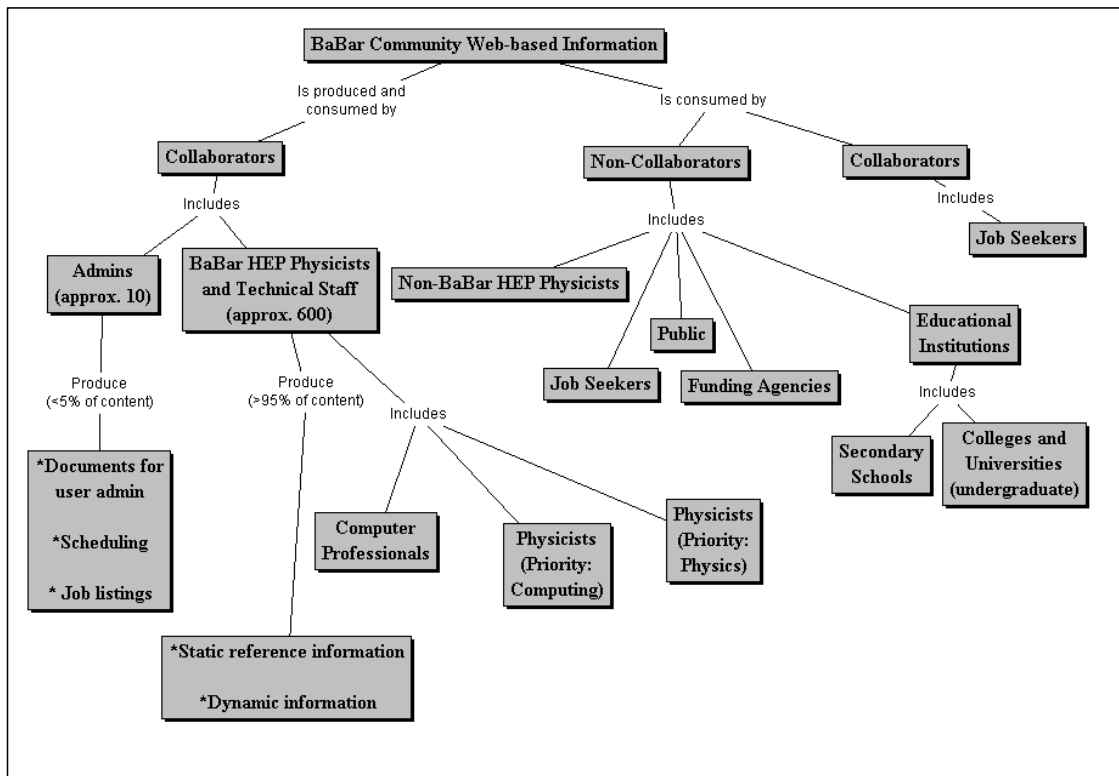 BaBar Community Web-based Information
Is produced and
consumed by
Is consumed by
Collaborators
Non-Collaborators
Collaborators
Includes
Includes
Includes
Job Seekers
Admins
(approx. 10)
BaBar HEP Physicists
and Technical Staff
(approx. 600)
Non-BaBar HEP Physicists
Public
Job Seekers
Funding Agencies
Educational
Institutions
Produce
(<5% of content)
Produce
(>95% of content)
Includes
Includes
Secondary
Schools
Colleges and
Universities
(undergraduate)
*Documents for
user admin
*Scheduling
* Job listings
Computer
Professionals
Physicists
(Priority:
Computing)
Physicists
(Priority:
Physics)
*Static reference information
*Dynamic information